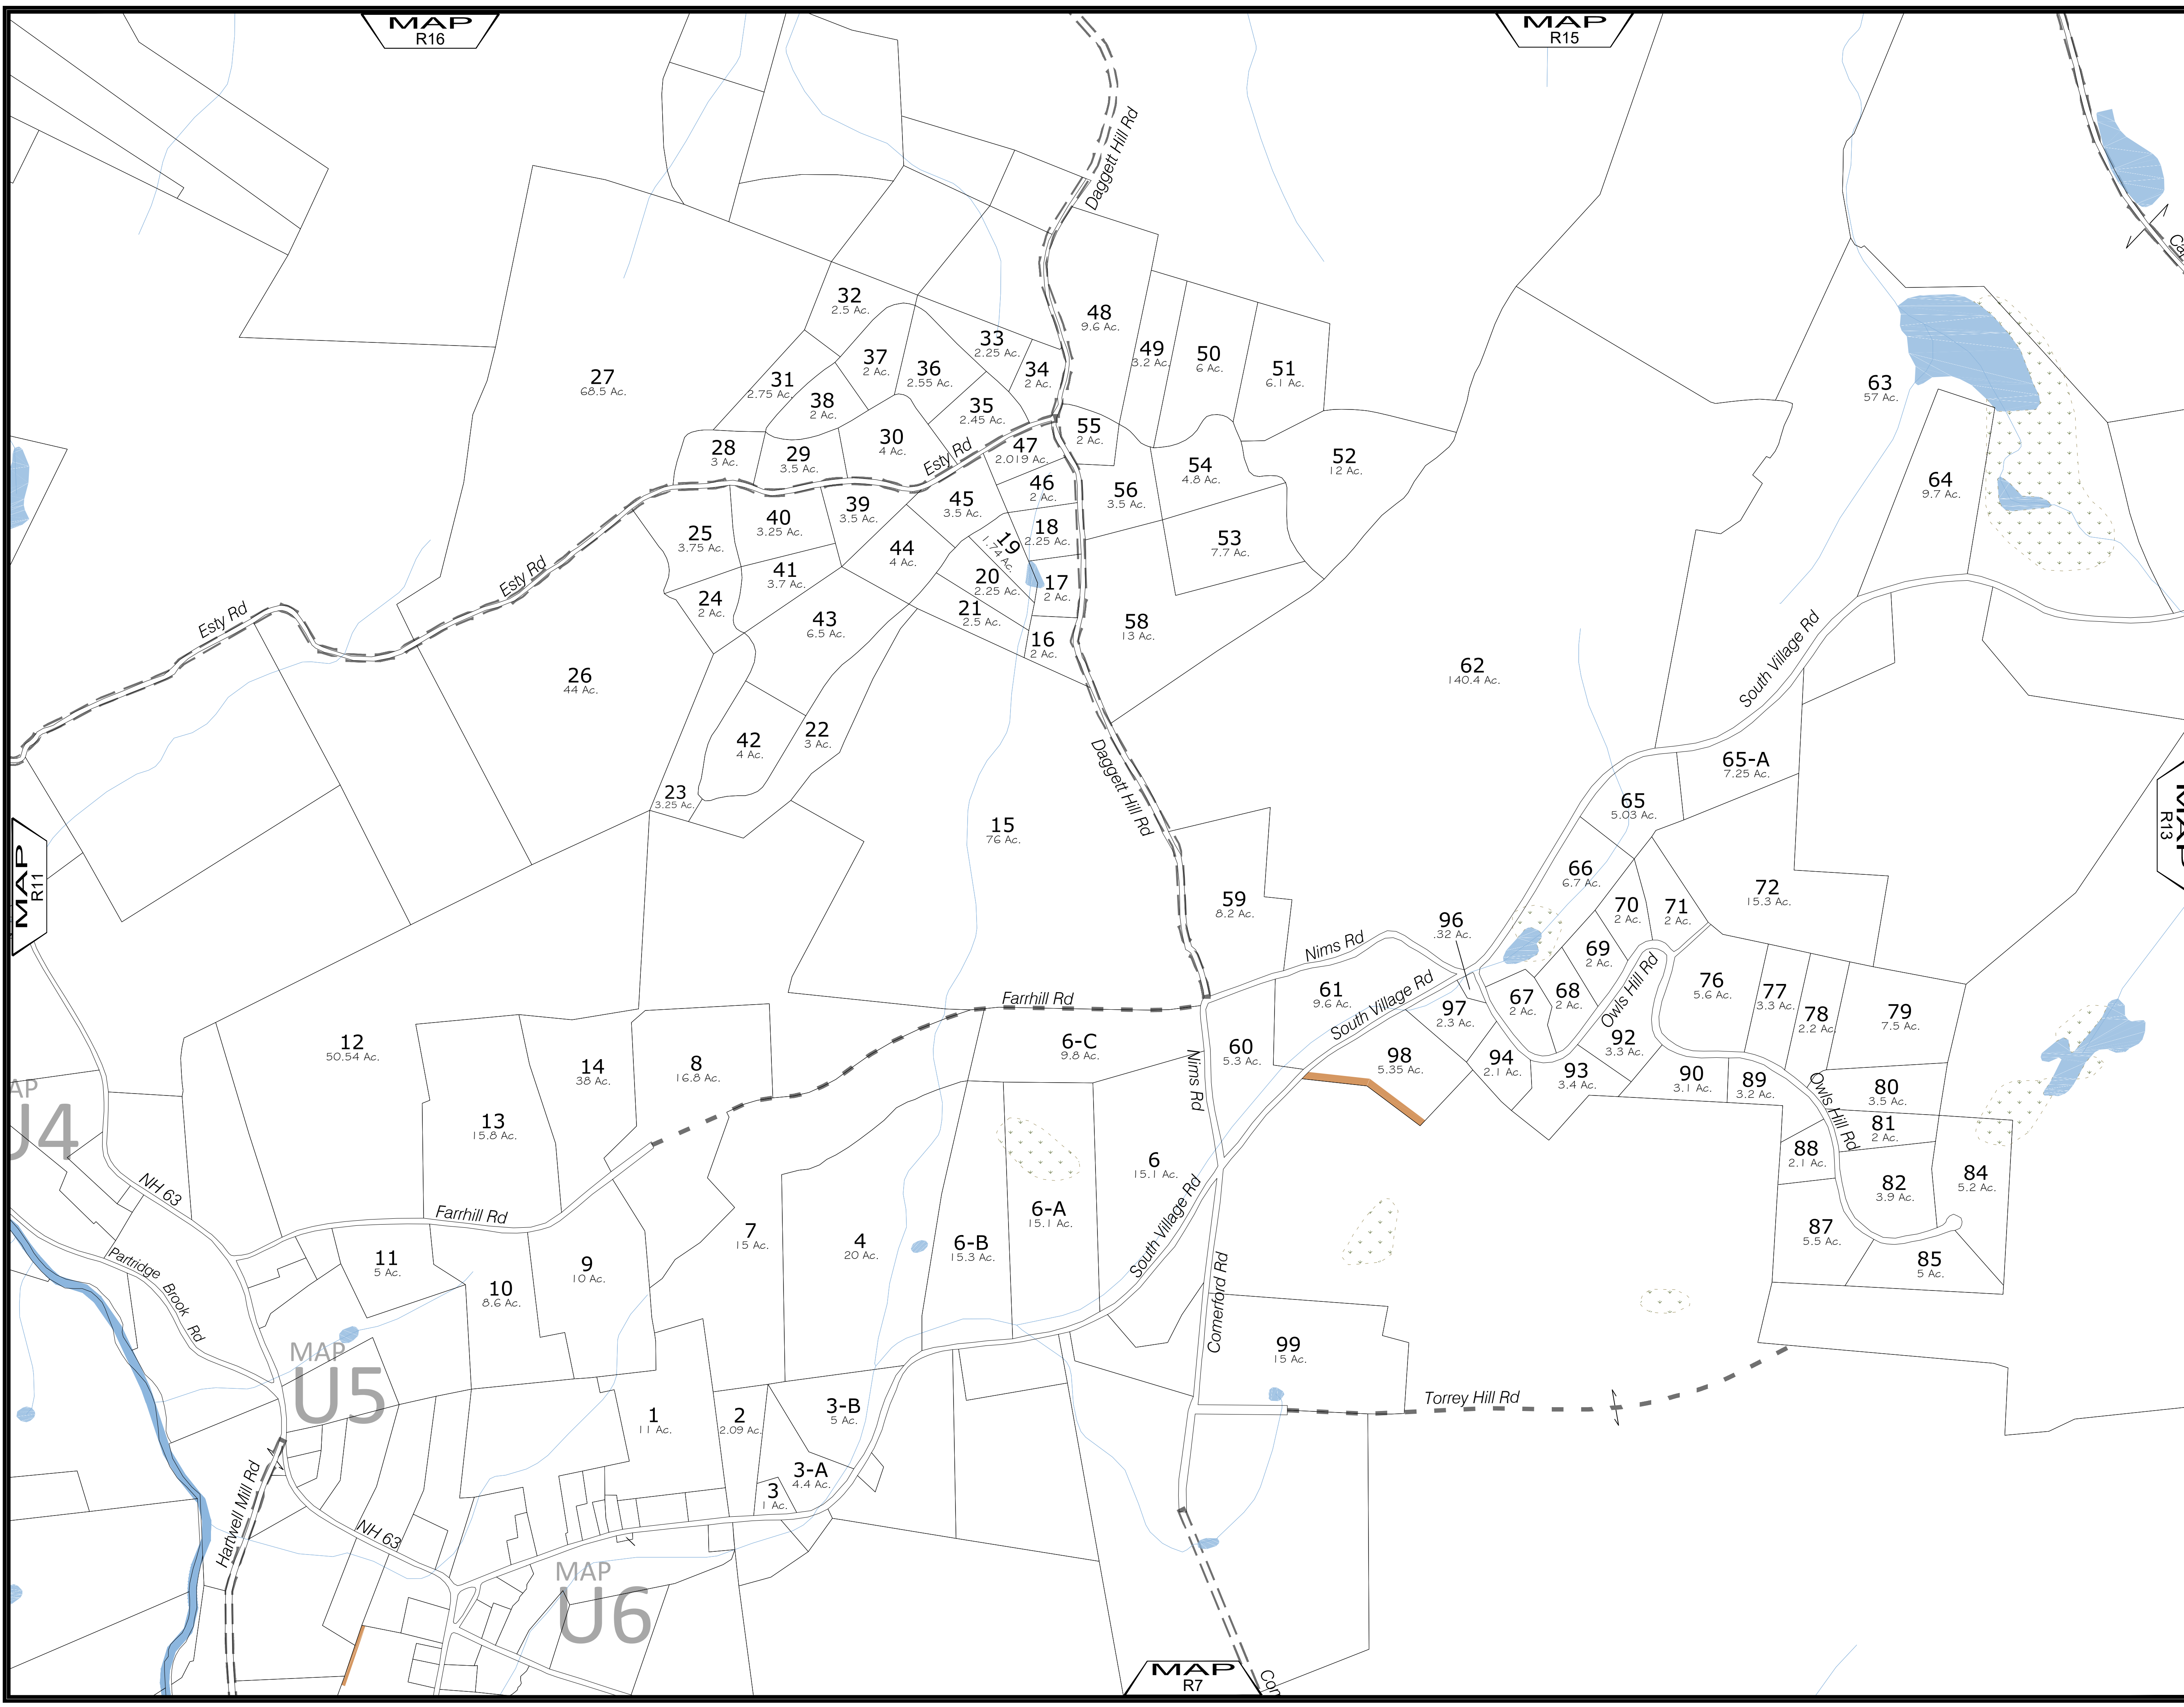 MAP
R16
MAP
R15
Daggett Hill Rd
32
2.5 Ac.
48
9.6 Ac.
33
2.25 Ac.
49
3.2 Ac.
50
6 Ac.
51
6.1 Ac.
37
2 Ac.
36
2.55 Ac.
34
2 Ac.
27
68.5 Ac.
31
2.75 Ac.
38
2 Ac.
35
2.45 Ac.
63
57 Ac.
55
2 Ac.
28
3 Ac.
29
3.5 Ac.
30
4 Ac.
Esty Rd
47
2.019 Ac.
54
4.8 Ac.
52
12 Ac.
64
9.7 Ac.
46
2 Ac.
56
3.5 Ac.
45
3.5 Ac.
39
3.5 Ac.
40
3.25 Ac.
25
3.75 Ac.
18
2.25 Ac.
19
1.74 Ac.
44
4 Ac.
53
7.7 Ac.
Esty Rd
41
3.7 Ac.
20
2.25 Ac.
17
2 Ac.
24
2 Ac.
21
2.5 Ac.
43
6.5 Ac.
16
2 Ac.
58
13 Ac.
Esty Rd
26
44 Ac.
62
140.4 Ac.
South Village Rd
42
4 Ac.
22
3 Ac.
Daggett Hill Rd
65-A
7.25 Ac.
23
3.25 Ac.
65
5.03 Ac.
15
76 Ac.
MAP
R13
MAP
R11
66
6.7 Ac.
72
15.3 Ac.
59
8.2 Ac.
70
2 Ac.
71
2 Ac.
96
.32 Ac.
Nims Rd
69
2 Ac.
Owls Hill Rd
61
9.6 Ac.
South Village Rd
97
2.3 Ac.
67
2 Ac.
68
2 Ac.
76
5.6 Ac.
77
3.3 Ac.
78
2.2 Ac.
79
7.5 Ac.
Farrhill Rd
12
50.54 Ac.
6-C
9.8 Ac.
60
5.3 Ac.
98
5.35 Ac.
94
2.1 Ac.
92
3.3 Ac.
93
3.4 Ac.
90
3.1 Ac.
89
3.2 Ac.
14
38 Ac.
8
16.8 Ac.
Nims Rd
Owls Hill Rd
80
3.5 Ac.
81
2 Ac.
13
15.8 Ac.
U4
88
2.1 Ac.
6
15.1 Ac.
82
3.9 Ac.
84
5.2 Ac.
NH 63
Farrhill Rd
6-A
15.1 Ac.
South Village Rd
7
15 Ac.
4
20 Ac.
6-B
15.3 Ac.
87
5.5 Ac.
85
5 Ac.
11
5 Ac.
9
10 Ac.
10
8.6 Ac.
Partridge Brook Rd
Comerford Rd
99
15 Ac.
MAP
U5
Torrey Hill Rd
1
11 Ac.
2
2.09 Ac.
3-B
5 Ac.
3-A
4.4 Ac.
3
1 Ac.
Hartwell Mill Rd
NH 63
MAP
U6
MAP
R7